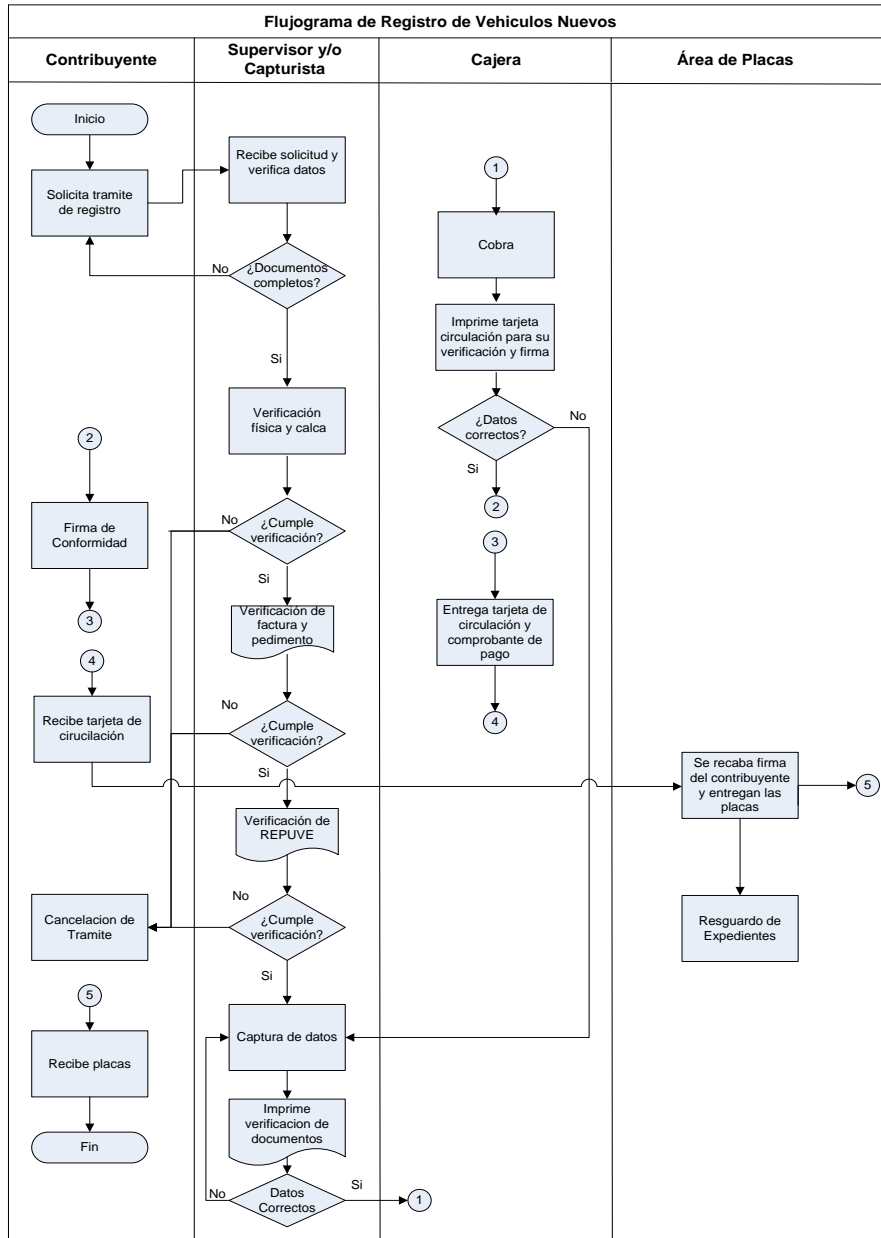 Flujograma de Registro de Vehiculos Nuevos
Contribuyente
Supervisor y/o
Capturista
Cajera
Área de Placas
Inicio
Solicita tramite
de registro
Recibe solicitud y
verifica datos
No
¿Documentos
completos?
Si
Verificación
física y calca
No
¿Cumple
verificación?
Si
Verificación de
factura y
pedimento
No
¿Cumple
verificación?
Si
Verificación de
REPUVE
No
¿Cumple
verificación?
Si
Captura de datos
Imprime
verificacion de
documentos
No
Datos
Correctos
Si
1
2
Firma de
Conformidad
3
4
Recibe tarjeta de
cirucilación
Cancelacion de
Tramite
5
Recibe placas
Fin
1
Cobra
Imprime tarjeta
circulación para su
verificación y firma
¿Datos
correctos?
No
Si
2
3
Entrega tarjeta de
circulación y
comprobante de
pago
4
Se recaba firma
del contribuyente
y entregan las
placas
5
Resguardo de
Expedientes